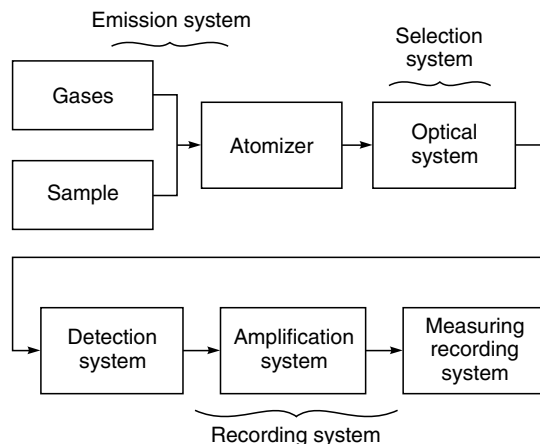 Emission system
Selection
system
Gases
Sample
Atomizer
Optical
system
Detection
system
Amplification
system
Measuring
recording
system
Recording system